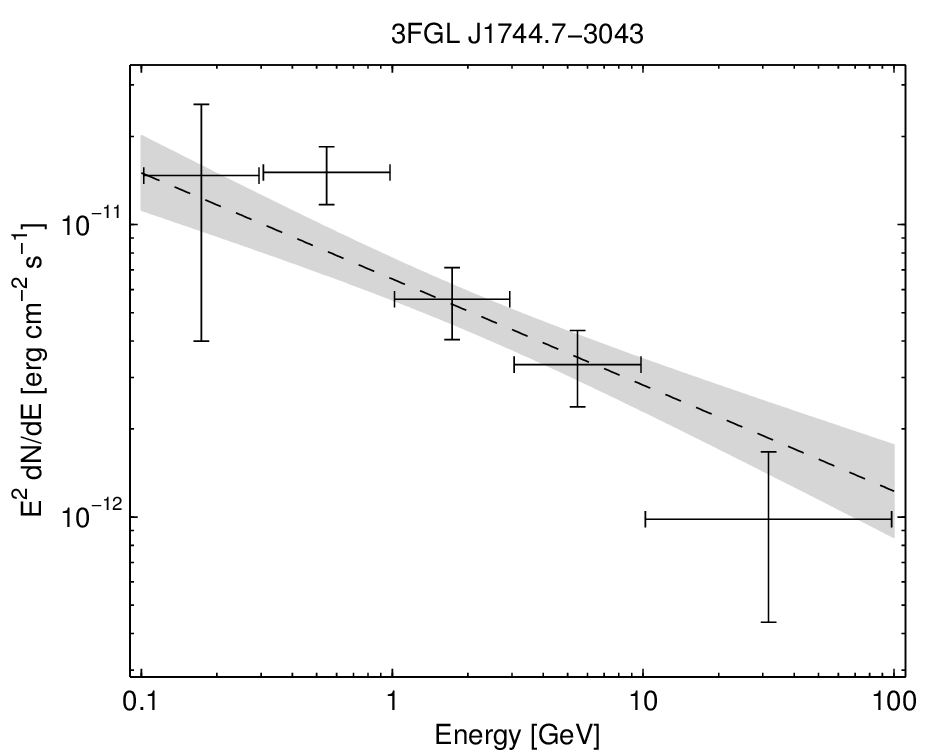 3FGL J1744.7−3043
E² dN/dE [erg cm⁻² s⁻¹]
10⁻¹¹
10⁻¹²
0.1 1 10 100
Energy [GeV]